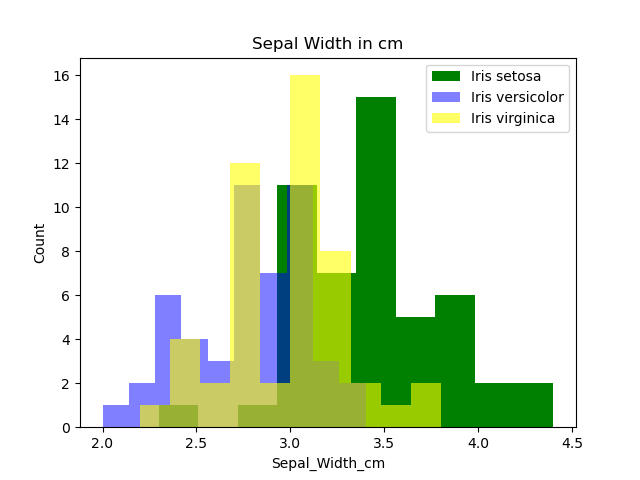 Sepal Width in cm
Iris setosa
Iris versicolor
Iris virginica
16
14
12
10
8
6
4
2
0
Count
2.0 2.5 3.0 3.5 4.0 4.5
Sepal_Width_cm